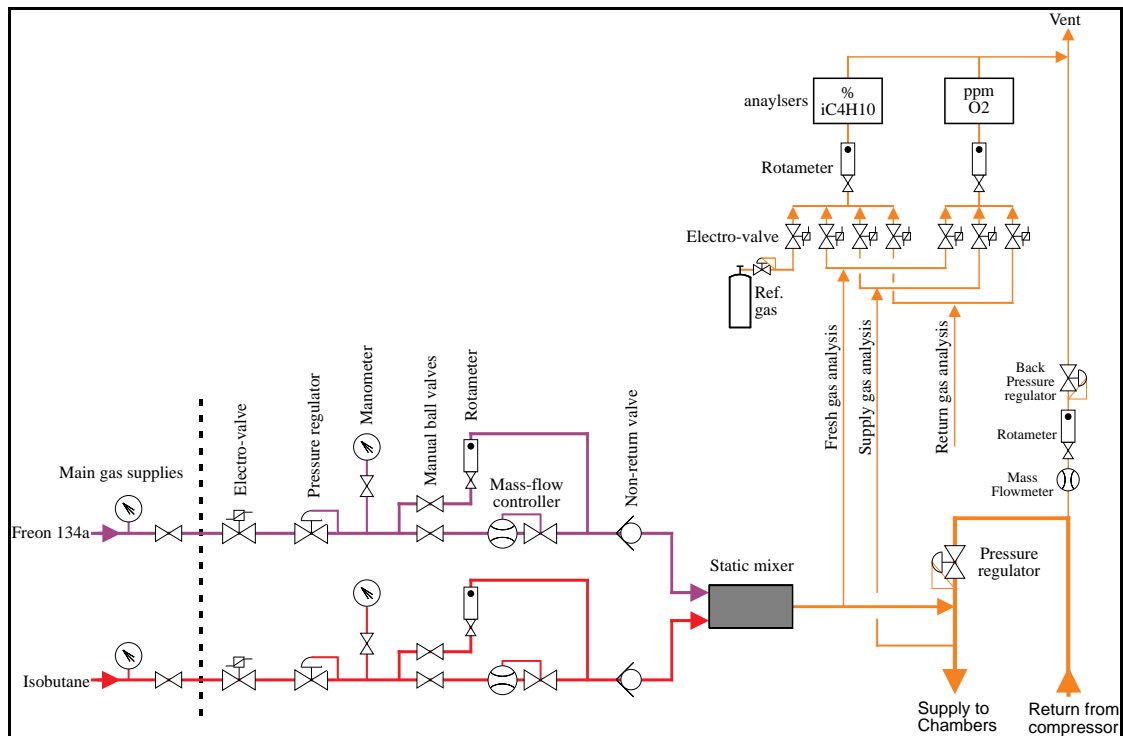 Vent
anaylsers
%
iC4H10
ppm
O2
Rotameter
Electro-valve
Ref.
gas
Fresh gas analysis
Supply gas analysis
Return gas analysis
Back
Pressure
regulator
Rotameter
Mass
Flowmeter
Main gas supplies
Electro-valve
Pressure regulator
Manometer
Manual ball valves
Rotameter
Mass-flow
controller
Non-return valve
Freon 134a
Static mixer
Pressure
regulator
Isobutane
Supply to
Chambers
Return from
compressor